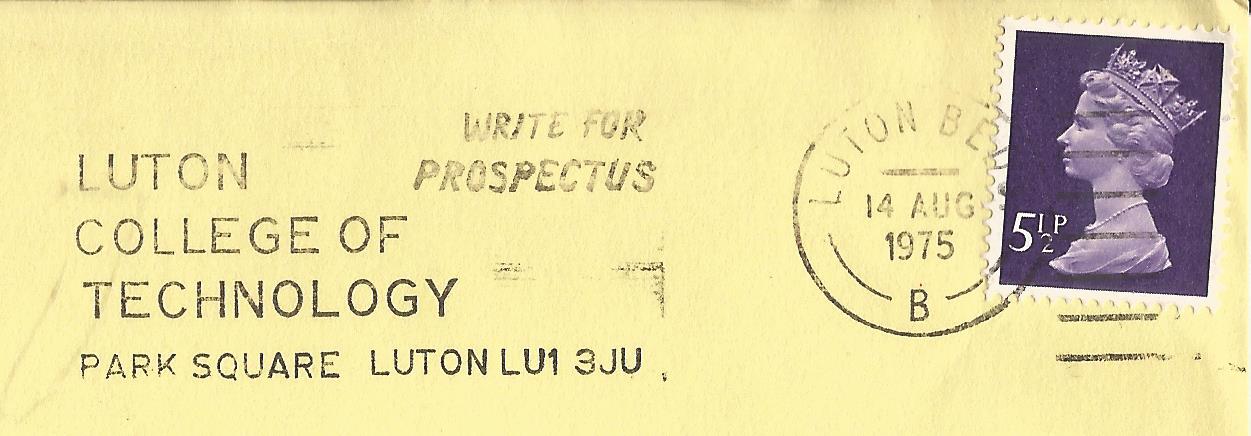 WRITE FOR
PROSPECTUS
LUTON
COLLEGE OF
TECHNOLOGY
PARK SQUARE LUTON LU1 3JU
LUTON
14 AUG
1975
B
5½P